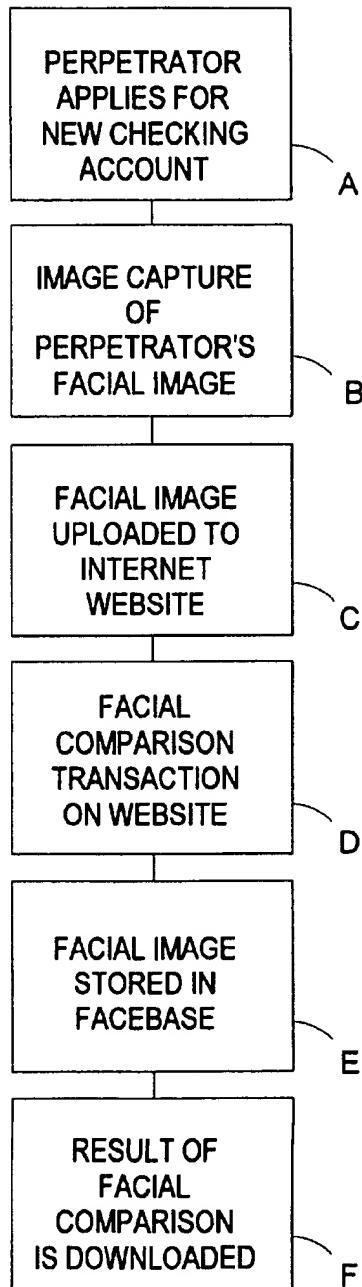 PERPETRATOR
APPLIES FOR
NEW CHECKING
ACCOUNT
A
IMAGE CAPTURE
OF
PERPETRATOR'S
FACIAL IMAGE
B
FACIAL IMAGE
UPLOADED TO
INTERNET
WEBSITE
C
FACIAL
COMPARISON
TRANSACTION
ON WEBSITE
D
FACIAL IMAGE
STORED IN
FACEBASE
E
RESULT OF
FACIAL
COMPARISON
IS DOWNLOADED
F